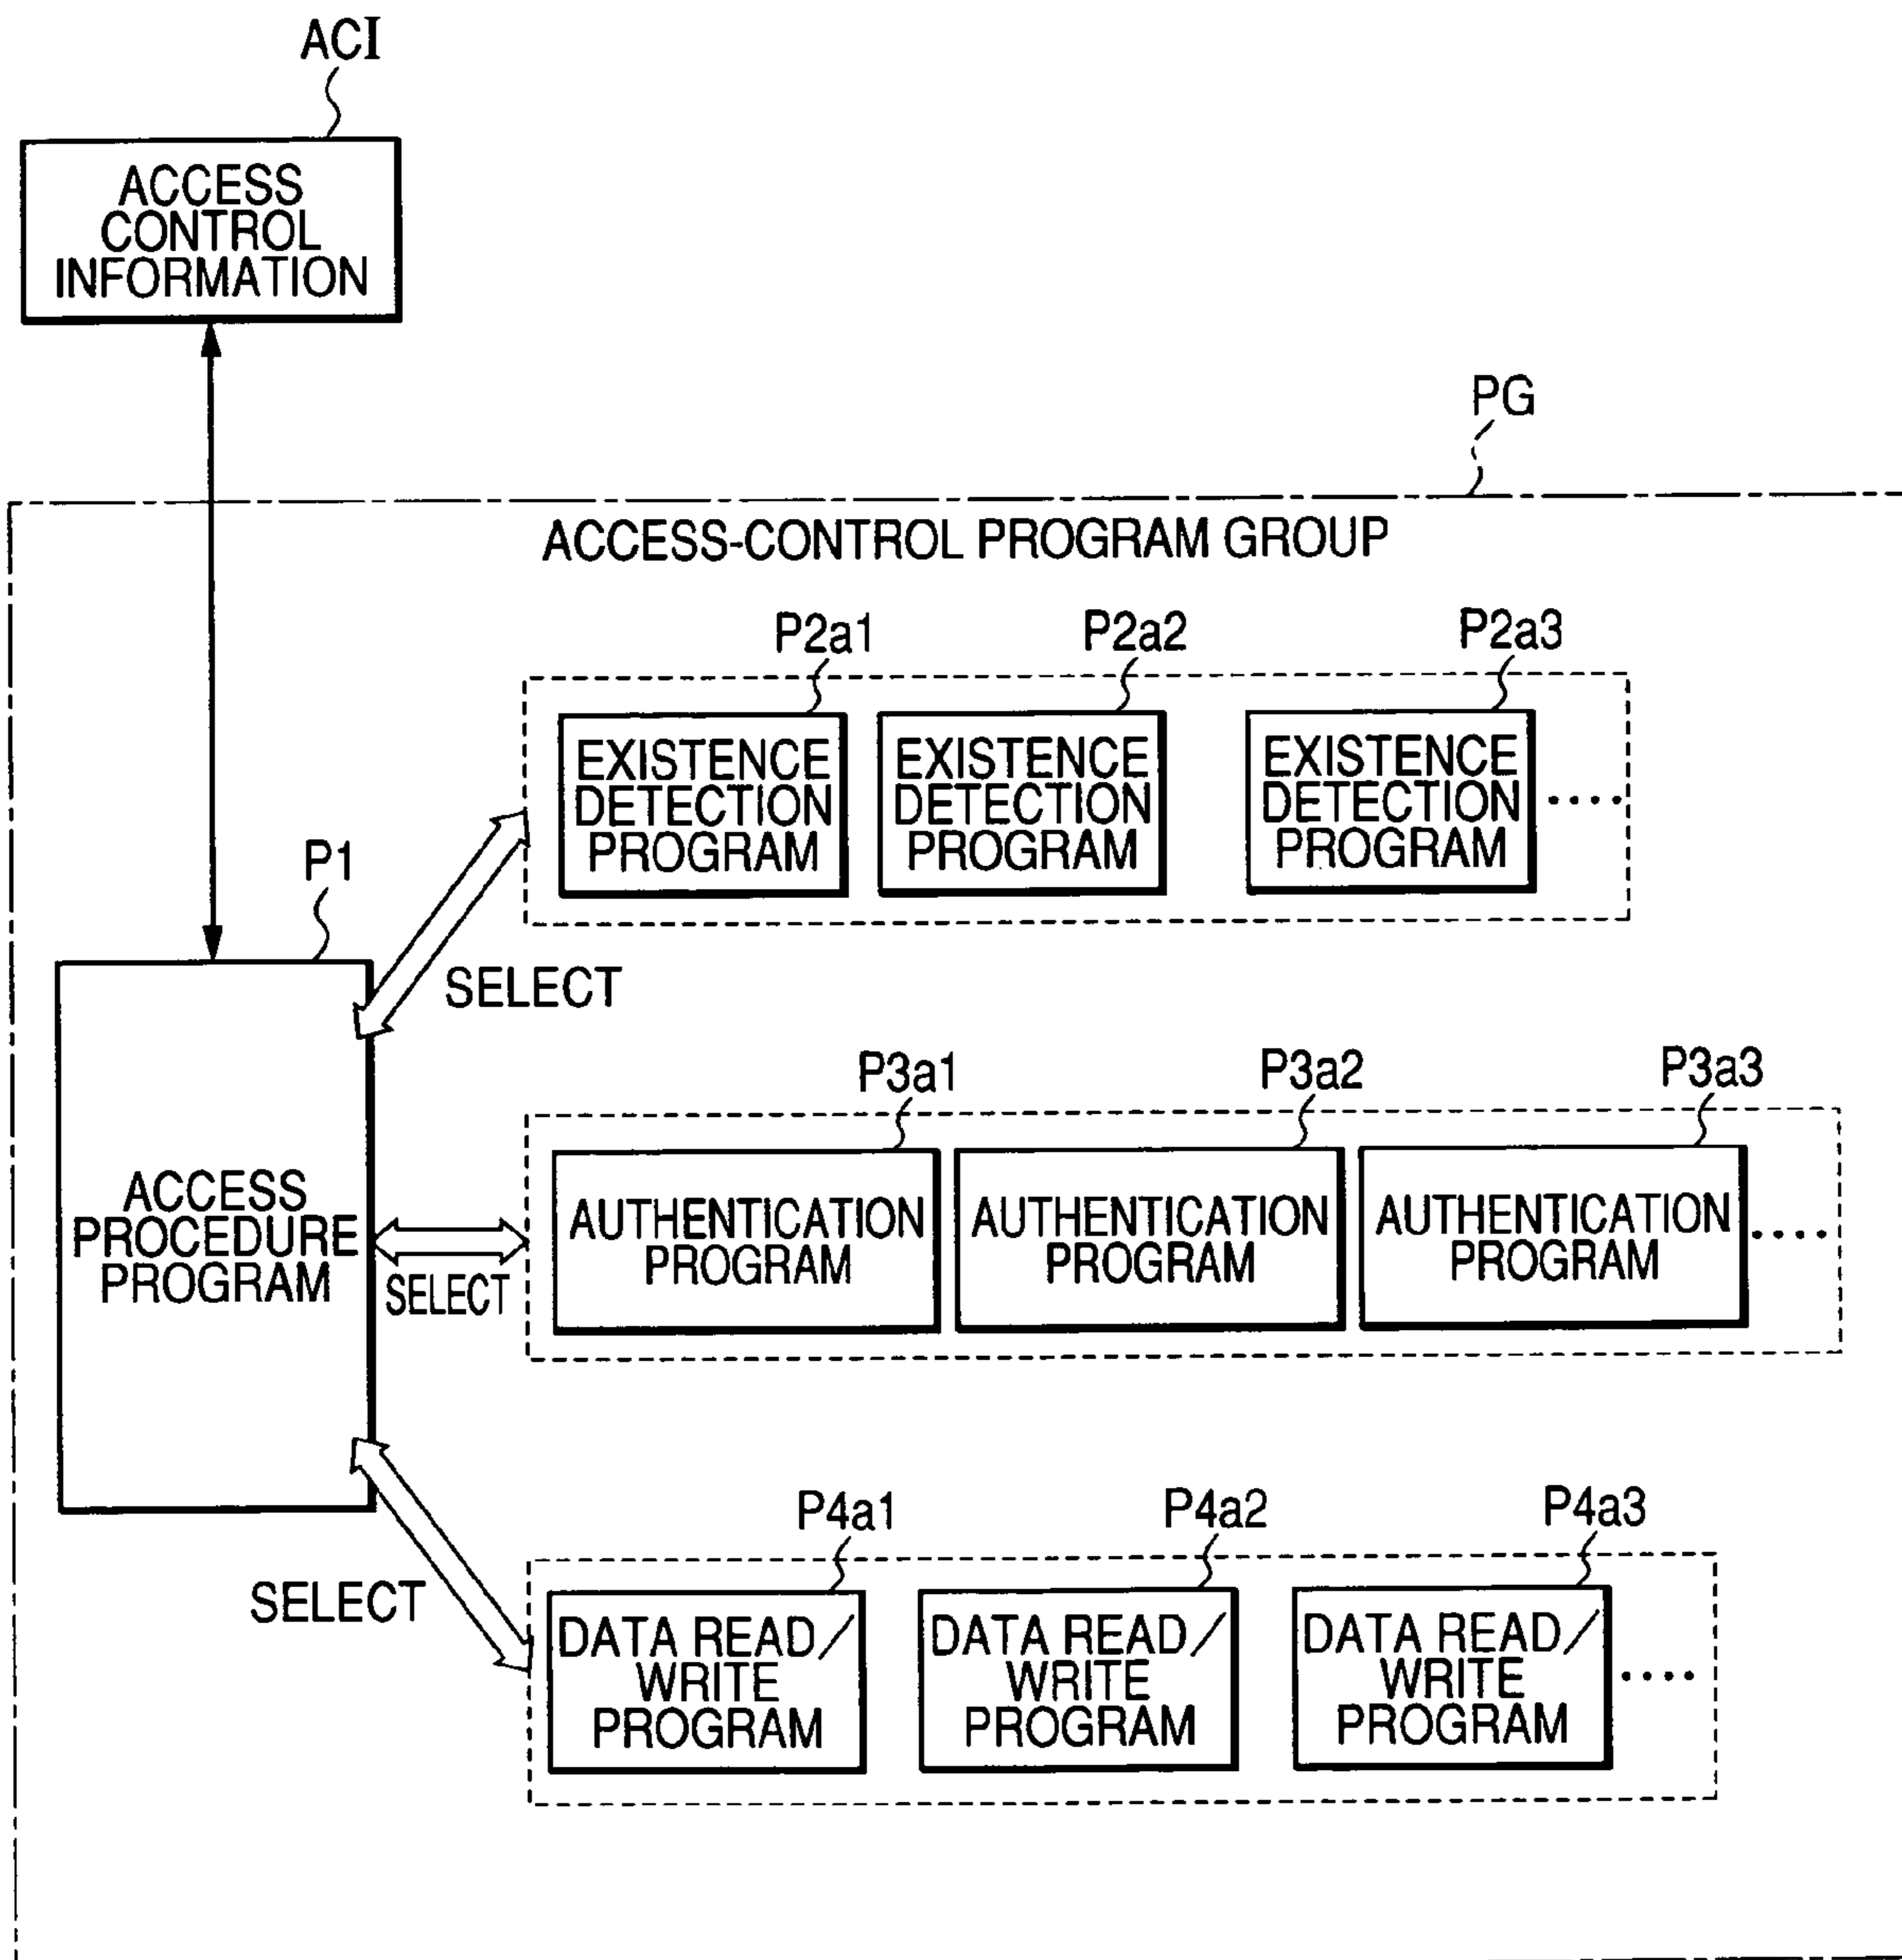 ACI
ACCESS
CONTROL
INFORMATION
PG
ACCESS-CONTROL PROGRAM GROUP
P2a1 P2a2 P2a3
EXISTENCE
DETECTION
PROGRAM
EXISTENCE
DETECTION
PROGRAM
EXISTENCE
DETECTION
PROGRAM
....
P1
SELECT
ACCESS
PROCEDURE
PROGRAM
P3a1 P3a2 P3a3
SELECT
AUTHENTICATION
PROGRAM
AUTHENTICATION
PROGRAM
AUTHENTICATION
PROGRAM
....
SELECT
P4a1 P4a2 P4a3
DATA READ/
WRITE
PROGRAM
DATA READ/
WRITE
PROGRAM
DATA READ/
WRITE
PROGRAM
....